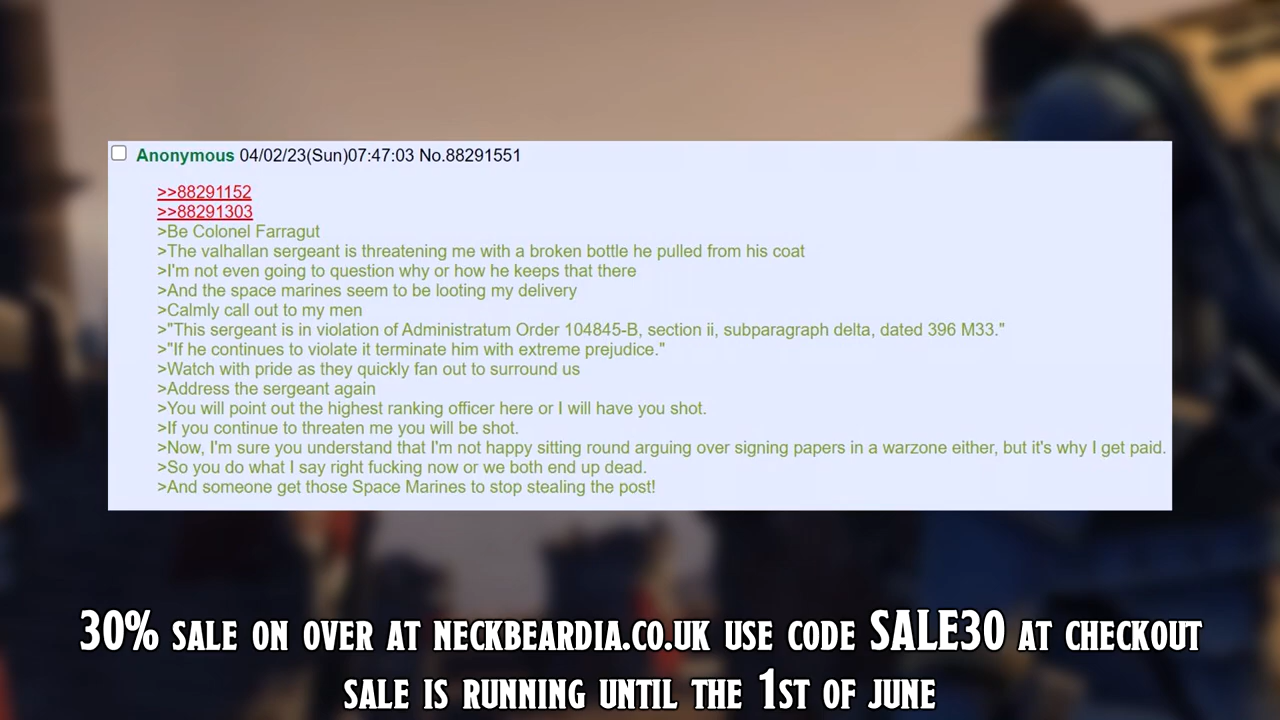 Anonymous 04/02/23(Sun)07:47:03 No.88291551
>>88291152
>>88291303
>Be Colonel Farragut
>The valhallan sergeant is threatening me with a broken bottle he pulled from his coat
>I'm not even going to question why or how he keeps that there
>And the space marines seem to be looting my delivery
>Calmly call out to my men
>"This sergeant is in violation of Administratum Order 104845-B, section ii, subparagraph delta, dated 396 M33."
>"If he continues to violate it terminate him with extreme prejudice."
>Watch with pride as they quickly fan out to surround us
>Address the sergeant again
>You will point out the highest ranking officer here or I will have you shot.
>If you continue to threaten me you will be shot.
>Now, I'm sure you understand that I'm not happy sitting round arguing over signing papers in a warzone either, but it's why I get paid.
>So you do what I say right fucking now or we both end up dead.
>And someone get those Space Marines to stop stealing the post!
30% SALE ON OVER AT NECKBEARDIA.CO.UK USE CODE SALE30 AT CHECKOUT
SALE IS RUNNING UNTIL THE 1ST OF JUNE